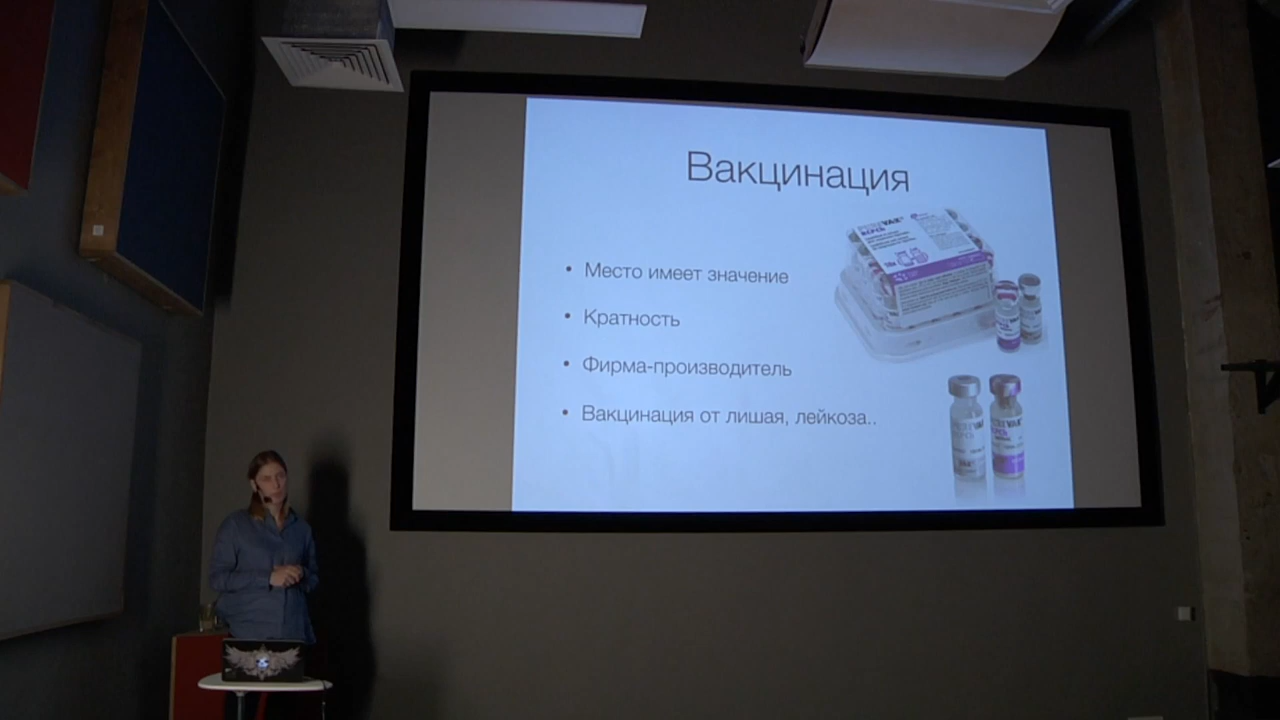 Вакцинация
• Место имеет значение
• Кратность
• Фирма-производитель
• Вакцинация от лишая, лейкоза..